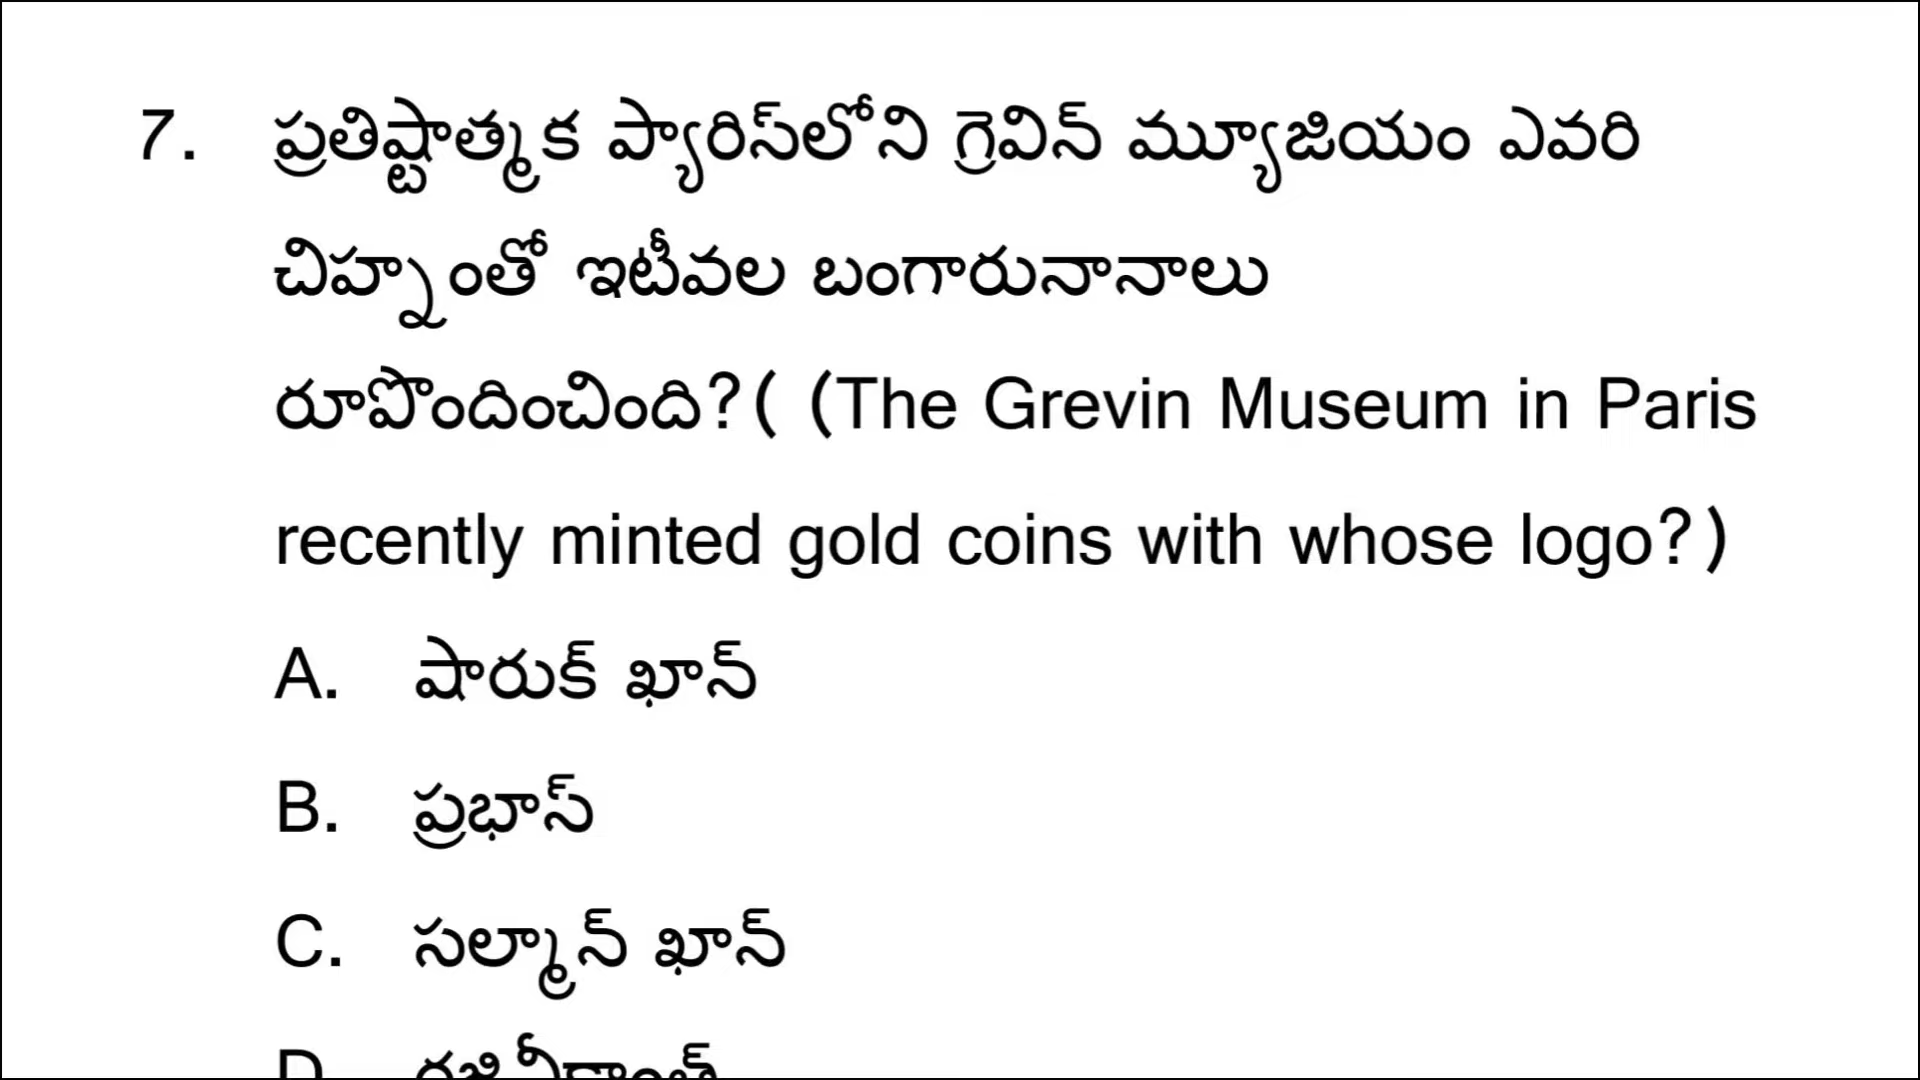 7. ప్రతిష్టాత్మక ప్యారిస్‌లోని గ్రెవిన్ మ్యూజియం ఎవరి
చిహ్నంతో ఇటీవల బంగారునానాలు
రూపొందించింది?( (The Grevin Museum in Paris
recently minted gold coins with whose logo?)
A. షారుక్ ఖాన్
B. ప్రభాస్
C. సల్మాన్ ఖాన్
D. రజినీకాంత్